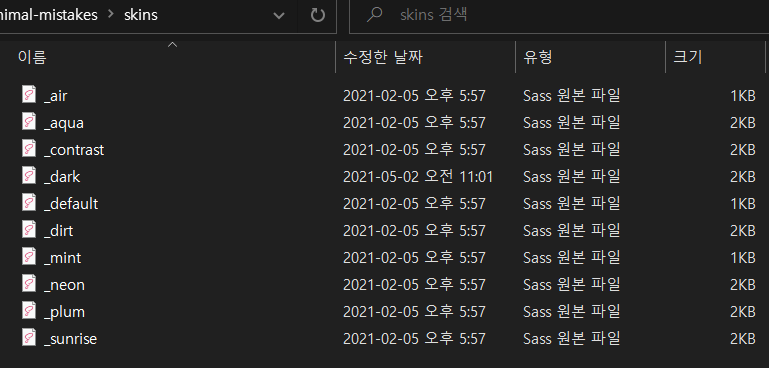 nimal-mistakes > skins skins 검색
이름 수정한 날짜 유형 크기
_air 2021-02-05 오후 5:57 Sass 원본 파일 1KB
_aqua 2021-02-05 오후 5:57 Sass 원본 파일 2KB
_contrast 2021-02-05 오후 5:57 Sass 원본 파일 2KB
_dark 2021-05-02 오전 11:01 Sass 원본 파일 2KB
_default 2021-02-05 오후 5:57 Sass 원본 파일 1KB
_dirt 2021-02-05 오후 5:57 Sass 원본 파일 2KB
_mint 2021-02-05 오후 5:57 Sass 원본 파일 1KB
_neon 2021-02-05 오후 5:57 Sass 원본 파일 2KB
_plum 2021-02-05 오후 5:57 Sass 원본 파일 2KB
_sunrise 2021-02-05 오후 5:57 Sass 원본 파일 2KB